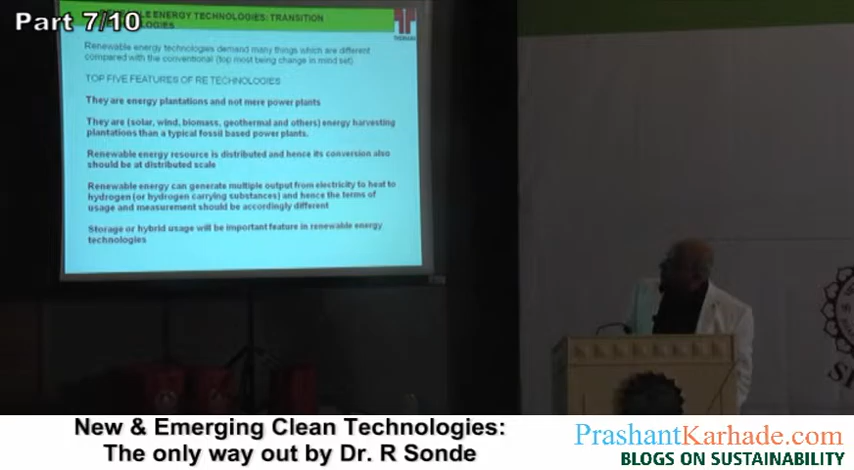 Part 7/10
ENERGY TECHNOLOGIES: TRANSITION
THERMAX
Renewable energy technologies demand many things which are different
compared with the conventional (top most being change in mind set)
TOP FIVE FEATURES OF RE TECHNOLOGIES
They are energy plantations and not mere power plants
They are (solar, wind, biomass, geothermal and others) energy harvesting
plantations than a typical fossil based power plants.
Renewable energy resource is distributed and hence its conversion also
should be at distributed scale
Renewable energy can generate multiple output from electricity to heat to
hydrogen (or hydrogen carrying substances) and hence the terms of
usage and measurement should be accordingly different
Storage or hybrid usage will be important feature in renewable energy
technologies
New & Emerging Clean Technologies:
The only way out by Dr. R Sonde
PrashantKarhade.com
BLOGS ON SUSTAINABILITY